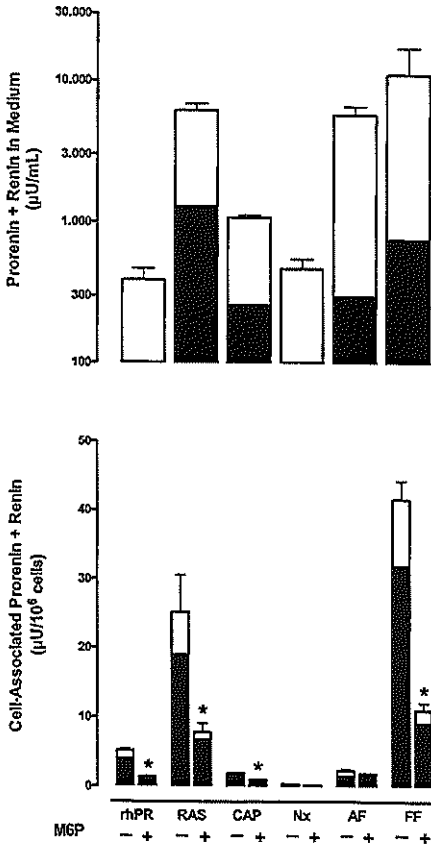 Prorenin + Renin in Medium
(µU/mL)
30.000
10.000
3.000
1.000
300
100
Cell-Associated Prorenin + Renin
(µU/10⁶ cells)
50
40
30
20
10
0
* * * *
rhPR RAS CAP Nx AF FF
M6P − + − + − + − + − + − +